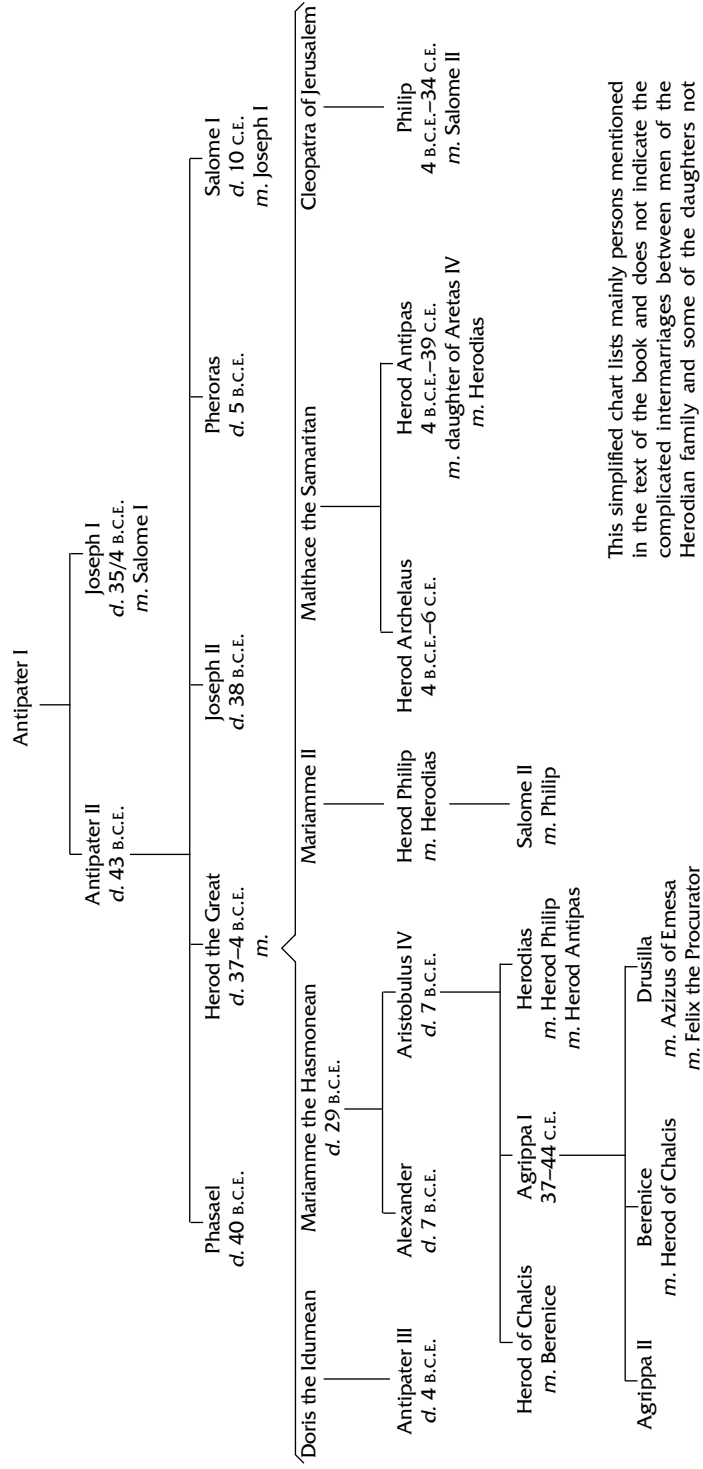 Antipater I
Antipater II
d. 43 B.C.E.
Joseph I
d. 35/4 B.C.E.
m. Salome I
Phasael
d. 40 B.C.E.
Herod the Great
d. 37–4 B.C.E.
m.
Joseph II
d. 38 B.C.E.
Pheroras
d. 5 B.C.E.
Salome I
d. 10 C.E.
m. Joseph I
Doris the Idumean
Mariamme the Hasmonean
d. 29 B.C.E.
Mariamme II
Malthace the Samaritan
Cleopatra of Jerusalem
Antipater III
d. 4 B.C.E.
Alexander
d. 7 B.C.E.
Aristobulus IV
d. 7 B.C.E.
Herod Philip
m. Herodias
Herod Archelaus
4 B.C.E.–6 C.E.
Herod Antipas
4 B.C.E.–39 C.E.
m. daughter of Aretas IV
m. Herodias
Philip
4 B.C.E.–34 C.E.
m. Salome II
Herod of Chalcis
m. Berenice
Agrippa I
37–44 C.E.
Herodias
m. Herod Philip
m. Herod Antipas
Salome II
m. Philip
Agrippa II
Berenice
m. Herod of Chalcis
Drusilla
m. Azizus of Emesa
m. Felix the Procurator
This simplified chart lists mainly persons mentioned
in the text of the book and does not indicate the
complicated intermarriages between men of the
Herodian family and some of the daughters not